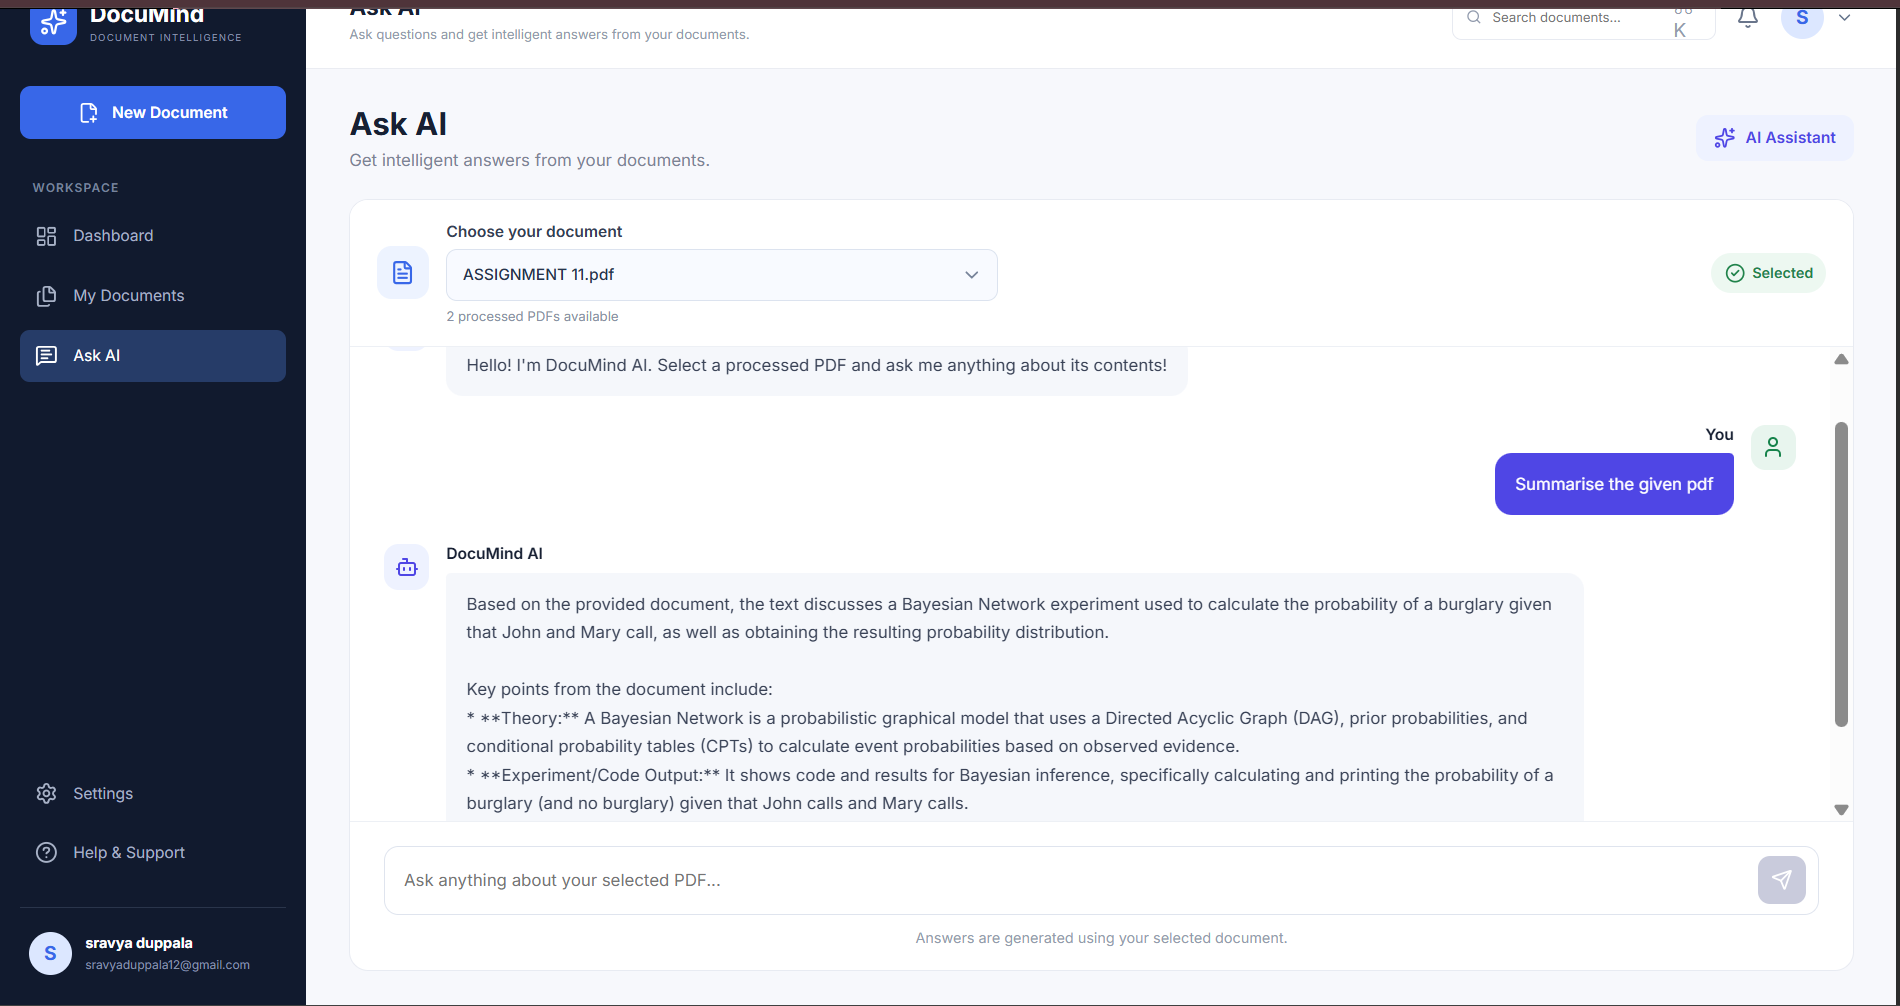 DocuMind
DOCUMENT INTELLIGENCE
New Document
WORKSPACE
Dashboard
My Documents
Ask AI
Settings
Help & Support
S
sravya duppala
sravyaduppala12@gmail.com
Ask AI
Ask questions and get intelligent answers from your documents.
Search documents...
K
S
Ask AI
Get intelligent answers from your documents.
AI Assistant
Choose your document
ASSIGNMENT 11.pdf
2 processed PDFs available
Selected
Hello! I'm DocuMind AI. Select a processed PDF and ask me anything about its contents!
You
Summarise the given pdf
DocuMind AI
Based on the provided document, the text discusses a Bayesian Network experiment used to calculate the probability of a burglary given
that John and Mary call, as well as obtaining the resulting probability distribution.
Key points from the document include:
* **Theory:** A Bayesian Network is a probabilistic graphical model that uses a Directed Acyclic Graph (DAG), prior probabilities, and
conditional probability tables (CPTs) to calculate event probabilities based on observed evidence.
* **Experiment/Code Output:** It shows code and results for Bayesian inference, specifically calculating and printing the probability of a
burglary (and no burglary) given that John calls and Mary calls.
Ask anything about your selected PDF...
Answers are generated using your selected document.